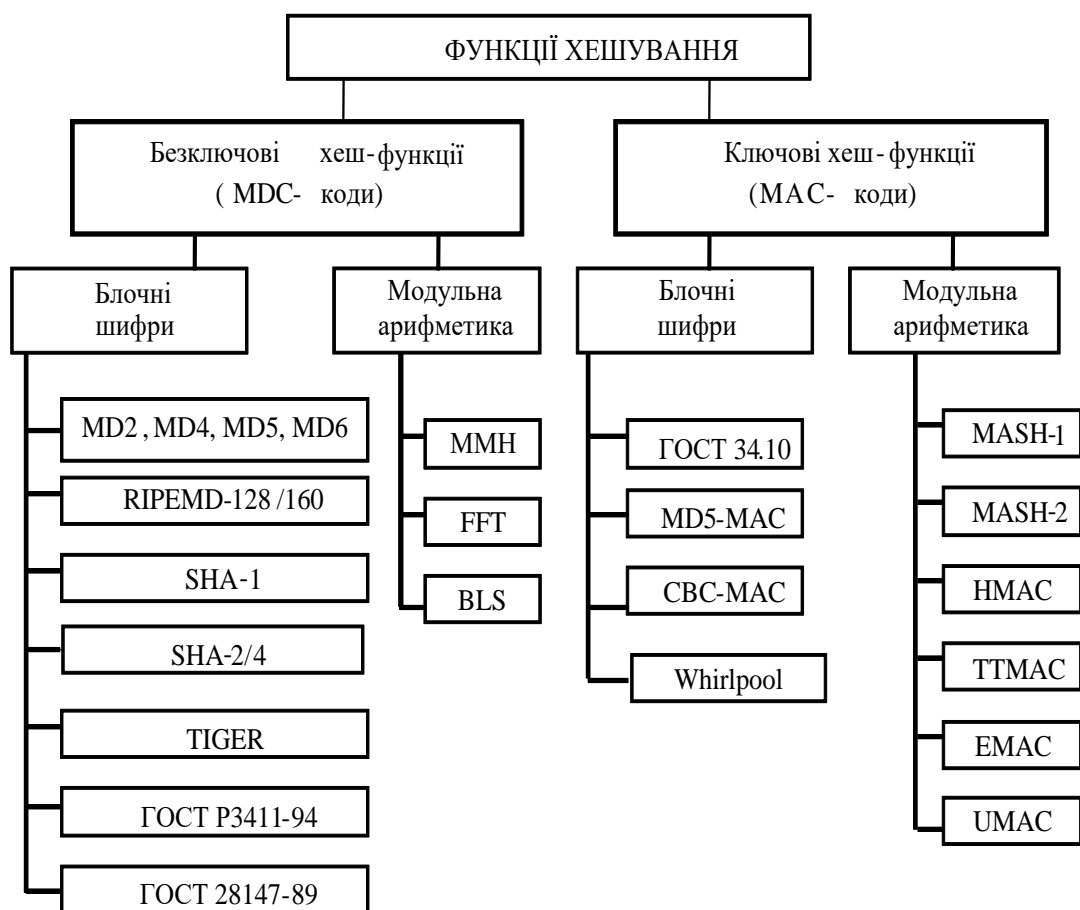 ФУНКЦІЇ ХЕШУВАННЯ
Безключові хеш-функції
( MDC- коди)
Ключові хеш-функції
(MAC- коди)
Блочні
шифри
Модульна
арифметика
Блочні
шифри
Модульна
арифметика
MD2 , MD4, MD5, MD6
RIPEMD-128 /160
SHA-1
SHA-2/4
TIGER
ГОСТ Р3411-94
ГОСТ 28147-89
MMH
FFT
BLS
ГОСТ 34.10
MD5-MAC
CBC-MAC
Whirlpool
MASH-1
MASH-2
HMAC
TTMAC
EMAC
UMAC